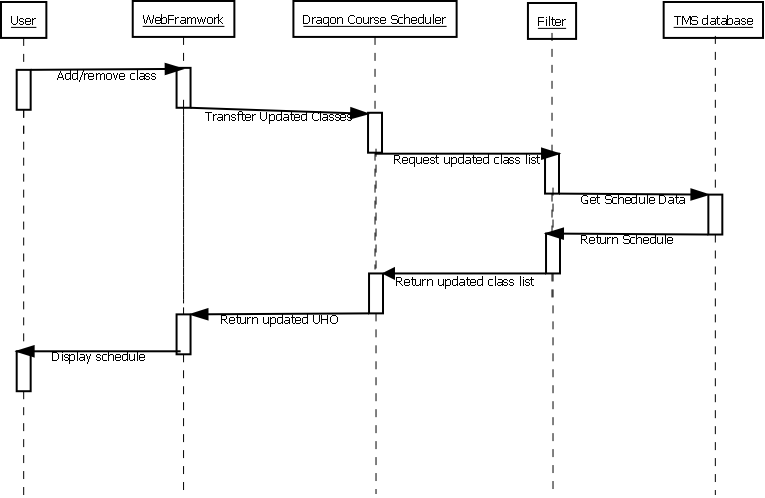 User
WebFramwork
Dragon Course Scheduler
Filter
TMS database
Add/remove class
Transfter Updated Classes
Request updated class list
Get Schedule Data
Return Schedule
Return updated class list
Return updated UHO
Display schedule